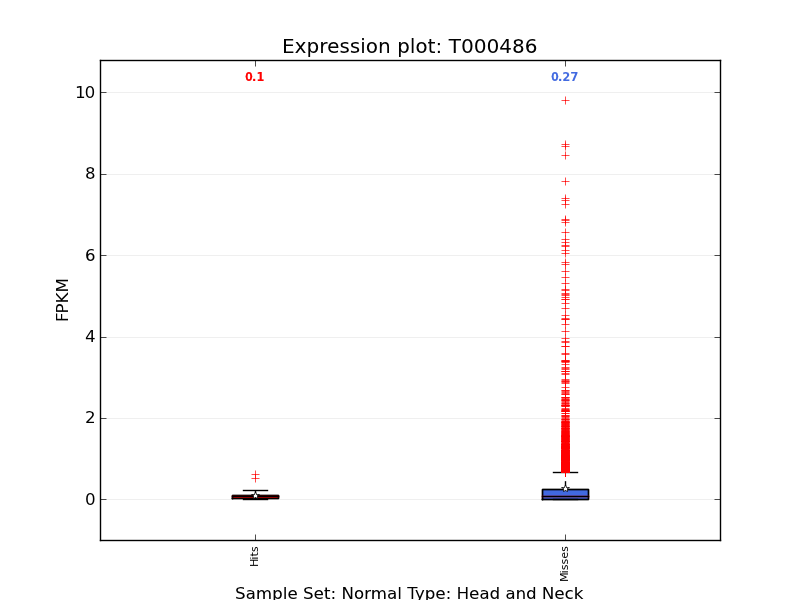 Expression plot: T000486
0.1
0.27
10
8
6
4
2
0
FPKM
Hits
Misses
Sample Set: Normal Type: Head and Neck